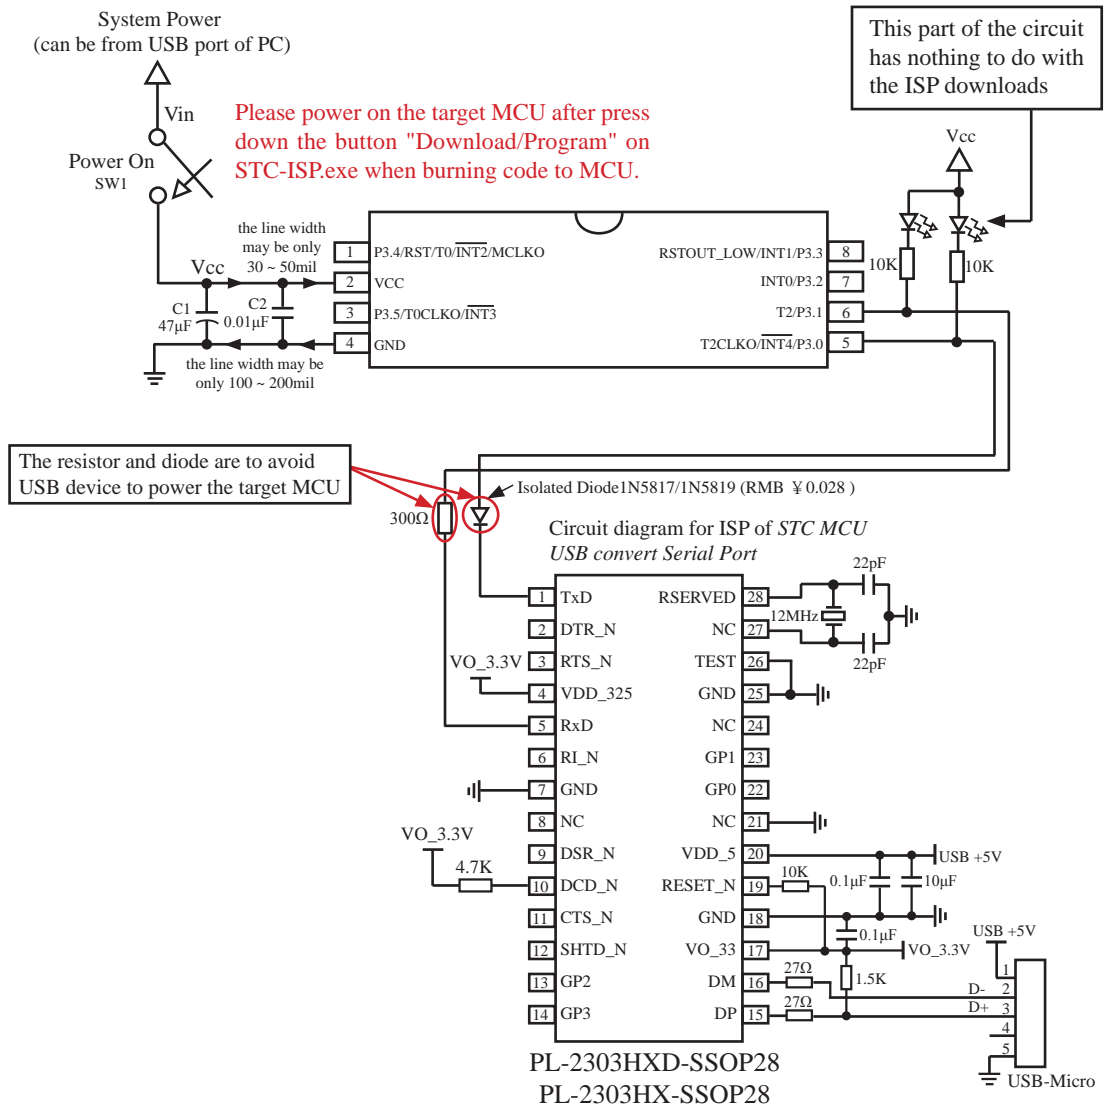 System Power
(can be from USB port of PC)
Vin
Power On
SW1
Please power on the target MCU after press
down the button "Download/Program" on
STC-ISP.exe when burning code to MCU.
This part of the circuit
has nothing to do with
the ISP downloads
Vcc
10K
10K
the line width
may be only
30 ~ 50mil
Vcc
C1
47μF
C2
0.01μF
the line width may be
only 100 ~ 200mil
1 P3.4/RST/T0/INT2/MCLKO
2 VCC
3 P3.5/T0CLKO/INT3
4 GND
RSTOUT_LOW/INT1/P3.3 8
INT0/P3.2 7
T2/P3.1 6
T2CLKO/INT4/P3.0 5
The resistor and diode are to avoid
USB device to power the target MCU
300Ω
Isolated Diode1N5817/1N5819 (RMB ¥0.028 )
Circuit diagram for ISP of STC MCU
USB convert Serial Port
1 TxD
2 DTR_N
3 RTS_N
VO_3.3V
4 VDD_325
5 RxD
6 RI_N
7 GND
8 NC
VO_3.3V
9 DSR_N
4.7K
10 DCD_N
11 CTS_N
12 SHTD_N
13 GP2
14 GP3
RSERVED 28
NC 27
TEST 26
GND 25
NC 24
GP1 23
GP0 22
NC 21
VDD_5 20
RESET_N 19
GND 18
VO_33 17
DM 16
DP 15
22pF
12MHz
22pF
USB +5V
10K
0.1μF
10μF
0.1μF
VO_3.3V
27Ω
1.5K
27Ω
USB +5V
D-
D+
1
2
3
4
5
USB-Micro
PL-2303HXD-SSOP28
PL-2303HX-SSOP28